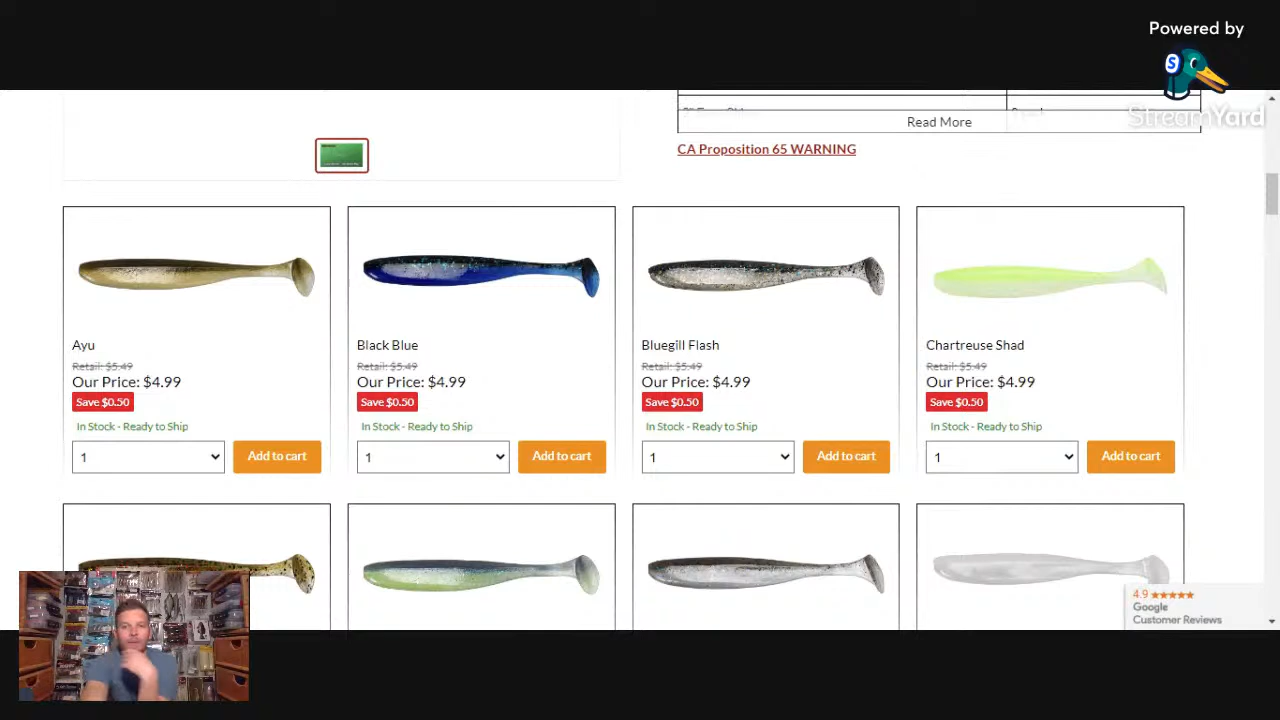 Powered by
S
StreamYard
Read More
CA Proposition 65 WARNING
Ayu
Retail: $5.49
Our Price: $4.99
Save $0.50
In Stock - Ready to Ship
1
Add to cart
Black Blue
Retail: $5.49
Our Price: $4.99
Save $0.50
In Stock - Ready to Ship
1
Add to cart
Bluegill Flash
Retail: $5.49
Our Price: $4.99
Save $0.50
In Stock - Ready to Ship
1
Add to cart
Chartreuse Shad
Retail: $5.49
Our Price: $4.99
Save $0.50
In Stock - Ready to Ship
1
Add to cart
4.9
Google
Customer Reviews